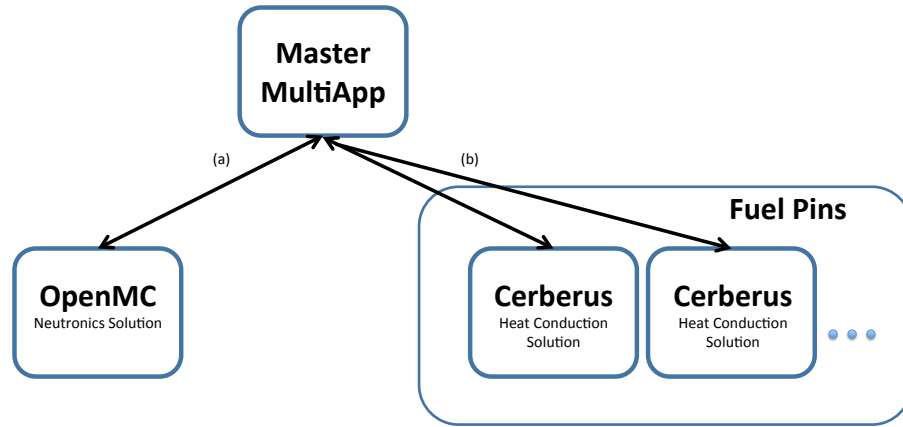 Master
MultiApp
(a)
(b)
Fuel Pins
OpenMC
Neutronics Solution
Cerberus
Heat Conduction
Solution
Cerberus
Heat Conduction
Solution